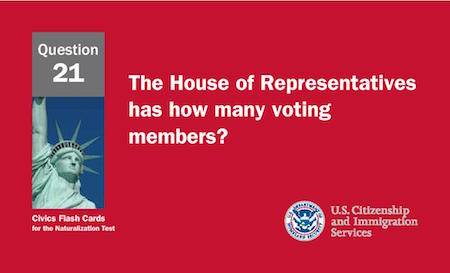 Question
21
The House of Representatives
has how many voting
members?
Civics Flash Cards
for the Naturalization Test
U.S. Citizenship
and Immigration
Services